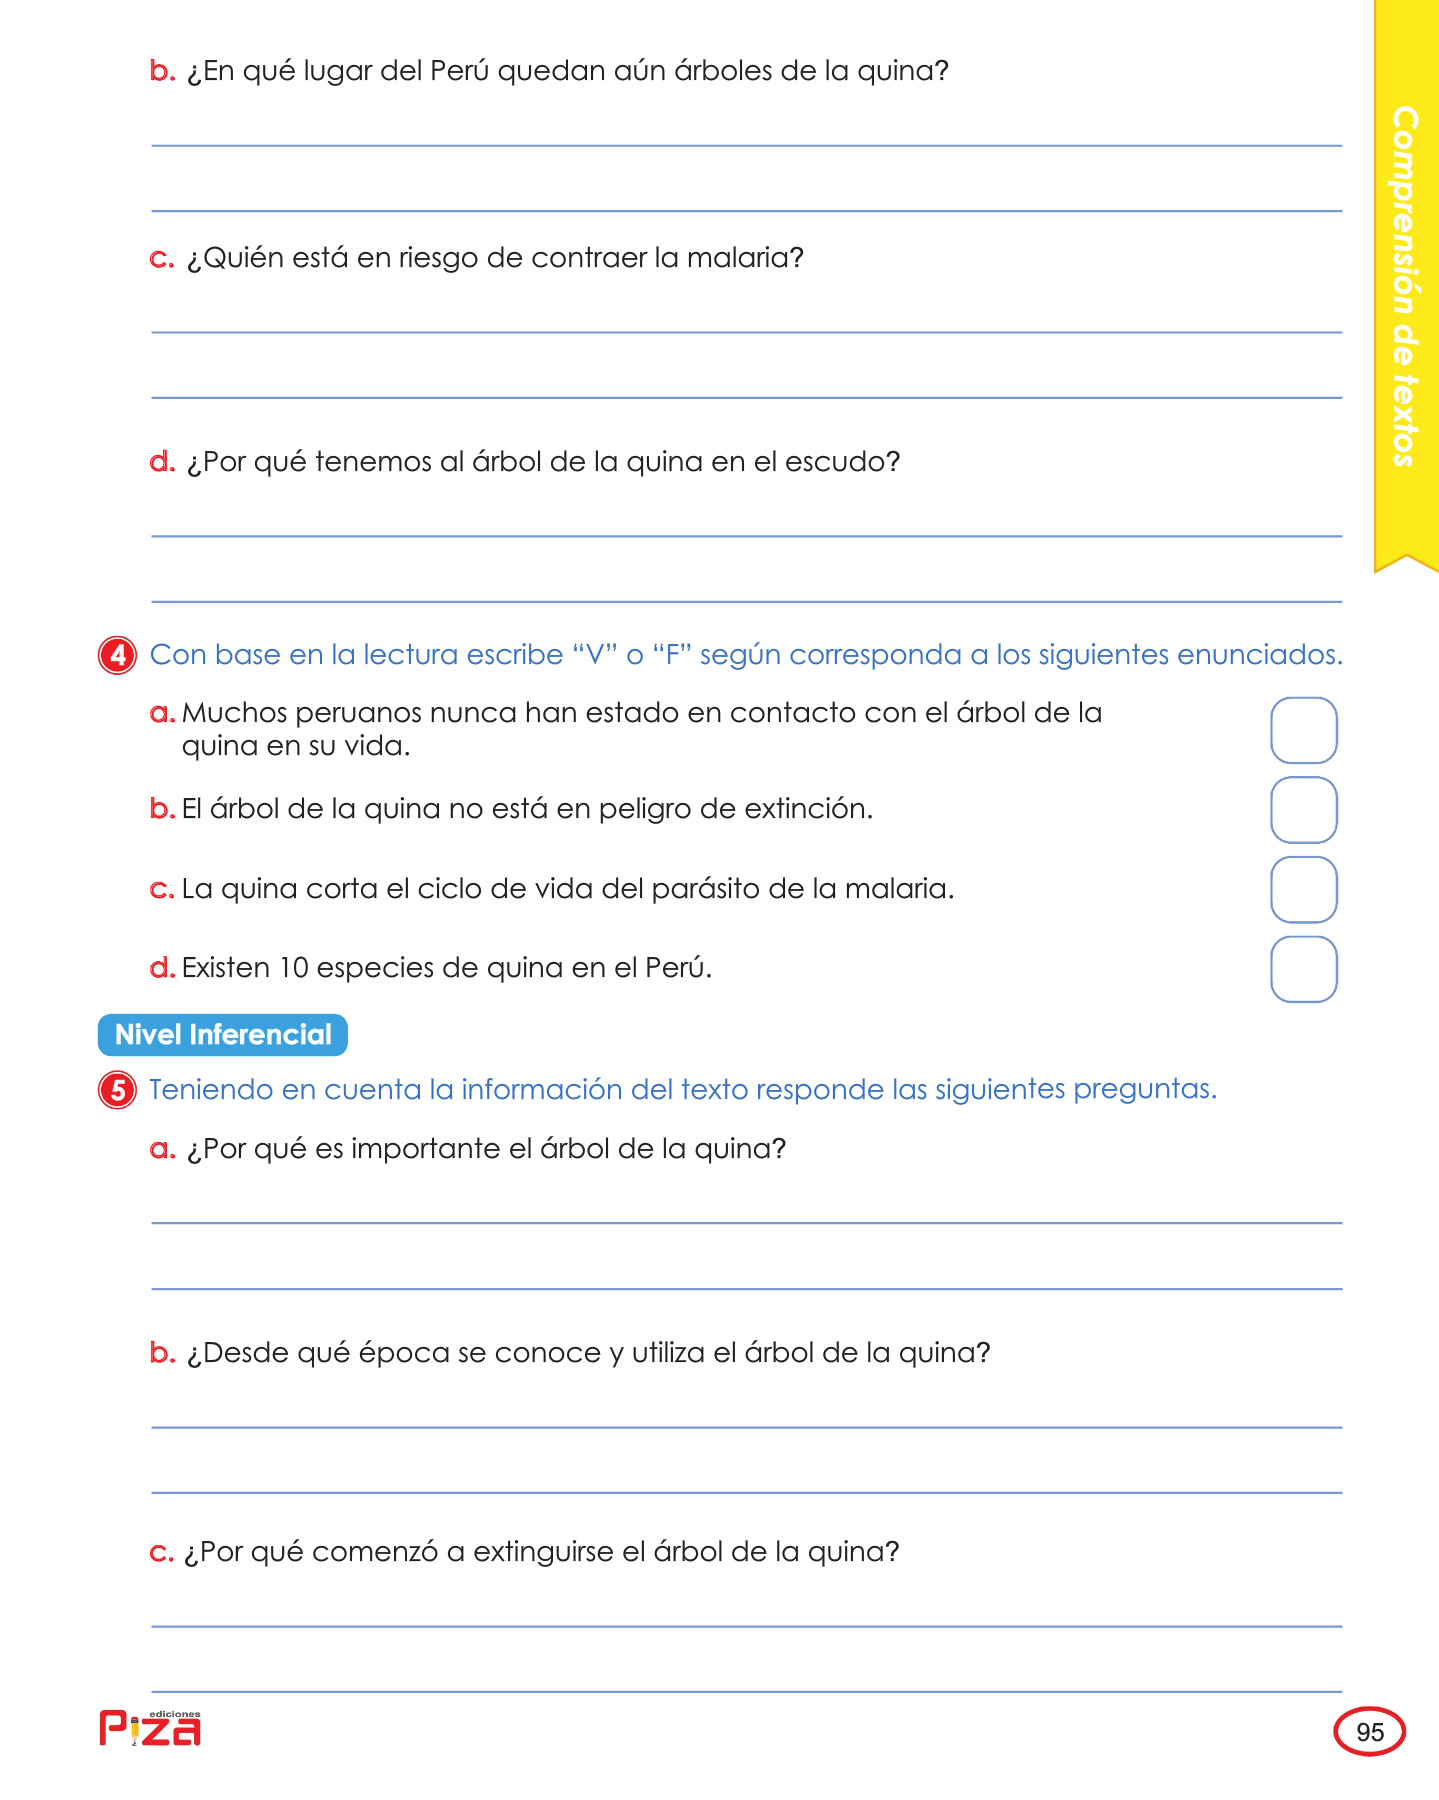 b. ¿En qué lugar del Perú quedan aún árboles de la quina?
c. ¿Quién está en riesgo de contraer la malaria?
d. ¿Por qué tenemos al árbol de la quina en el escudo?
4 Con base en la lectura escribe “V” o “F” según corresponda a los siguientes enunciados.
a. Muchos peruanos nunca han estado en contacto con el árbol de la
quina en su vida.
b. El árbol de la quina no está en peligro de extinción.
c. La quina corta el ciclo de vida del parásito de la malaria.
d. Existen 10 especies de quina en el Perú.
Nivel Inferencial
5 Teniendo en cuenta la información del texto responde las siguientes preguntas.
a. ¿Por qué es importante el árbol de la quina?
b. ¿Desde qué época se conoce y utiliza el árbol de la quina?
c. ¿Por qué comenzó a extinguirse el árbol de la quina?
ediciones
Piza
95
Comprensión de textos